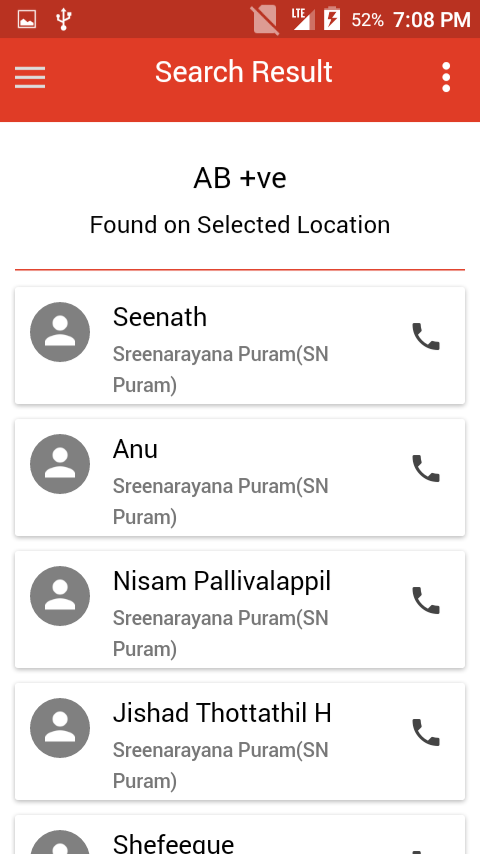 LTE 52% 7:08 PM
Search Result
AB +ve
Found on Selected Location
Seenath
Sreenarayana Puram(SN
Puram)
Anu
Sreenarayana Puram(SN
Puram)
Nisam Pallivalappil
Sreenarayana Puram(SN
Puram)
Jishad Thottathil H
Sreenarayana Puram(SN
Puram)
Shefeeque